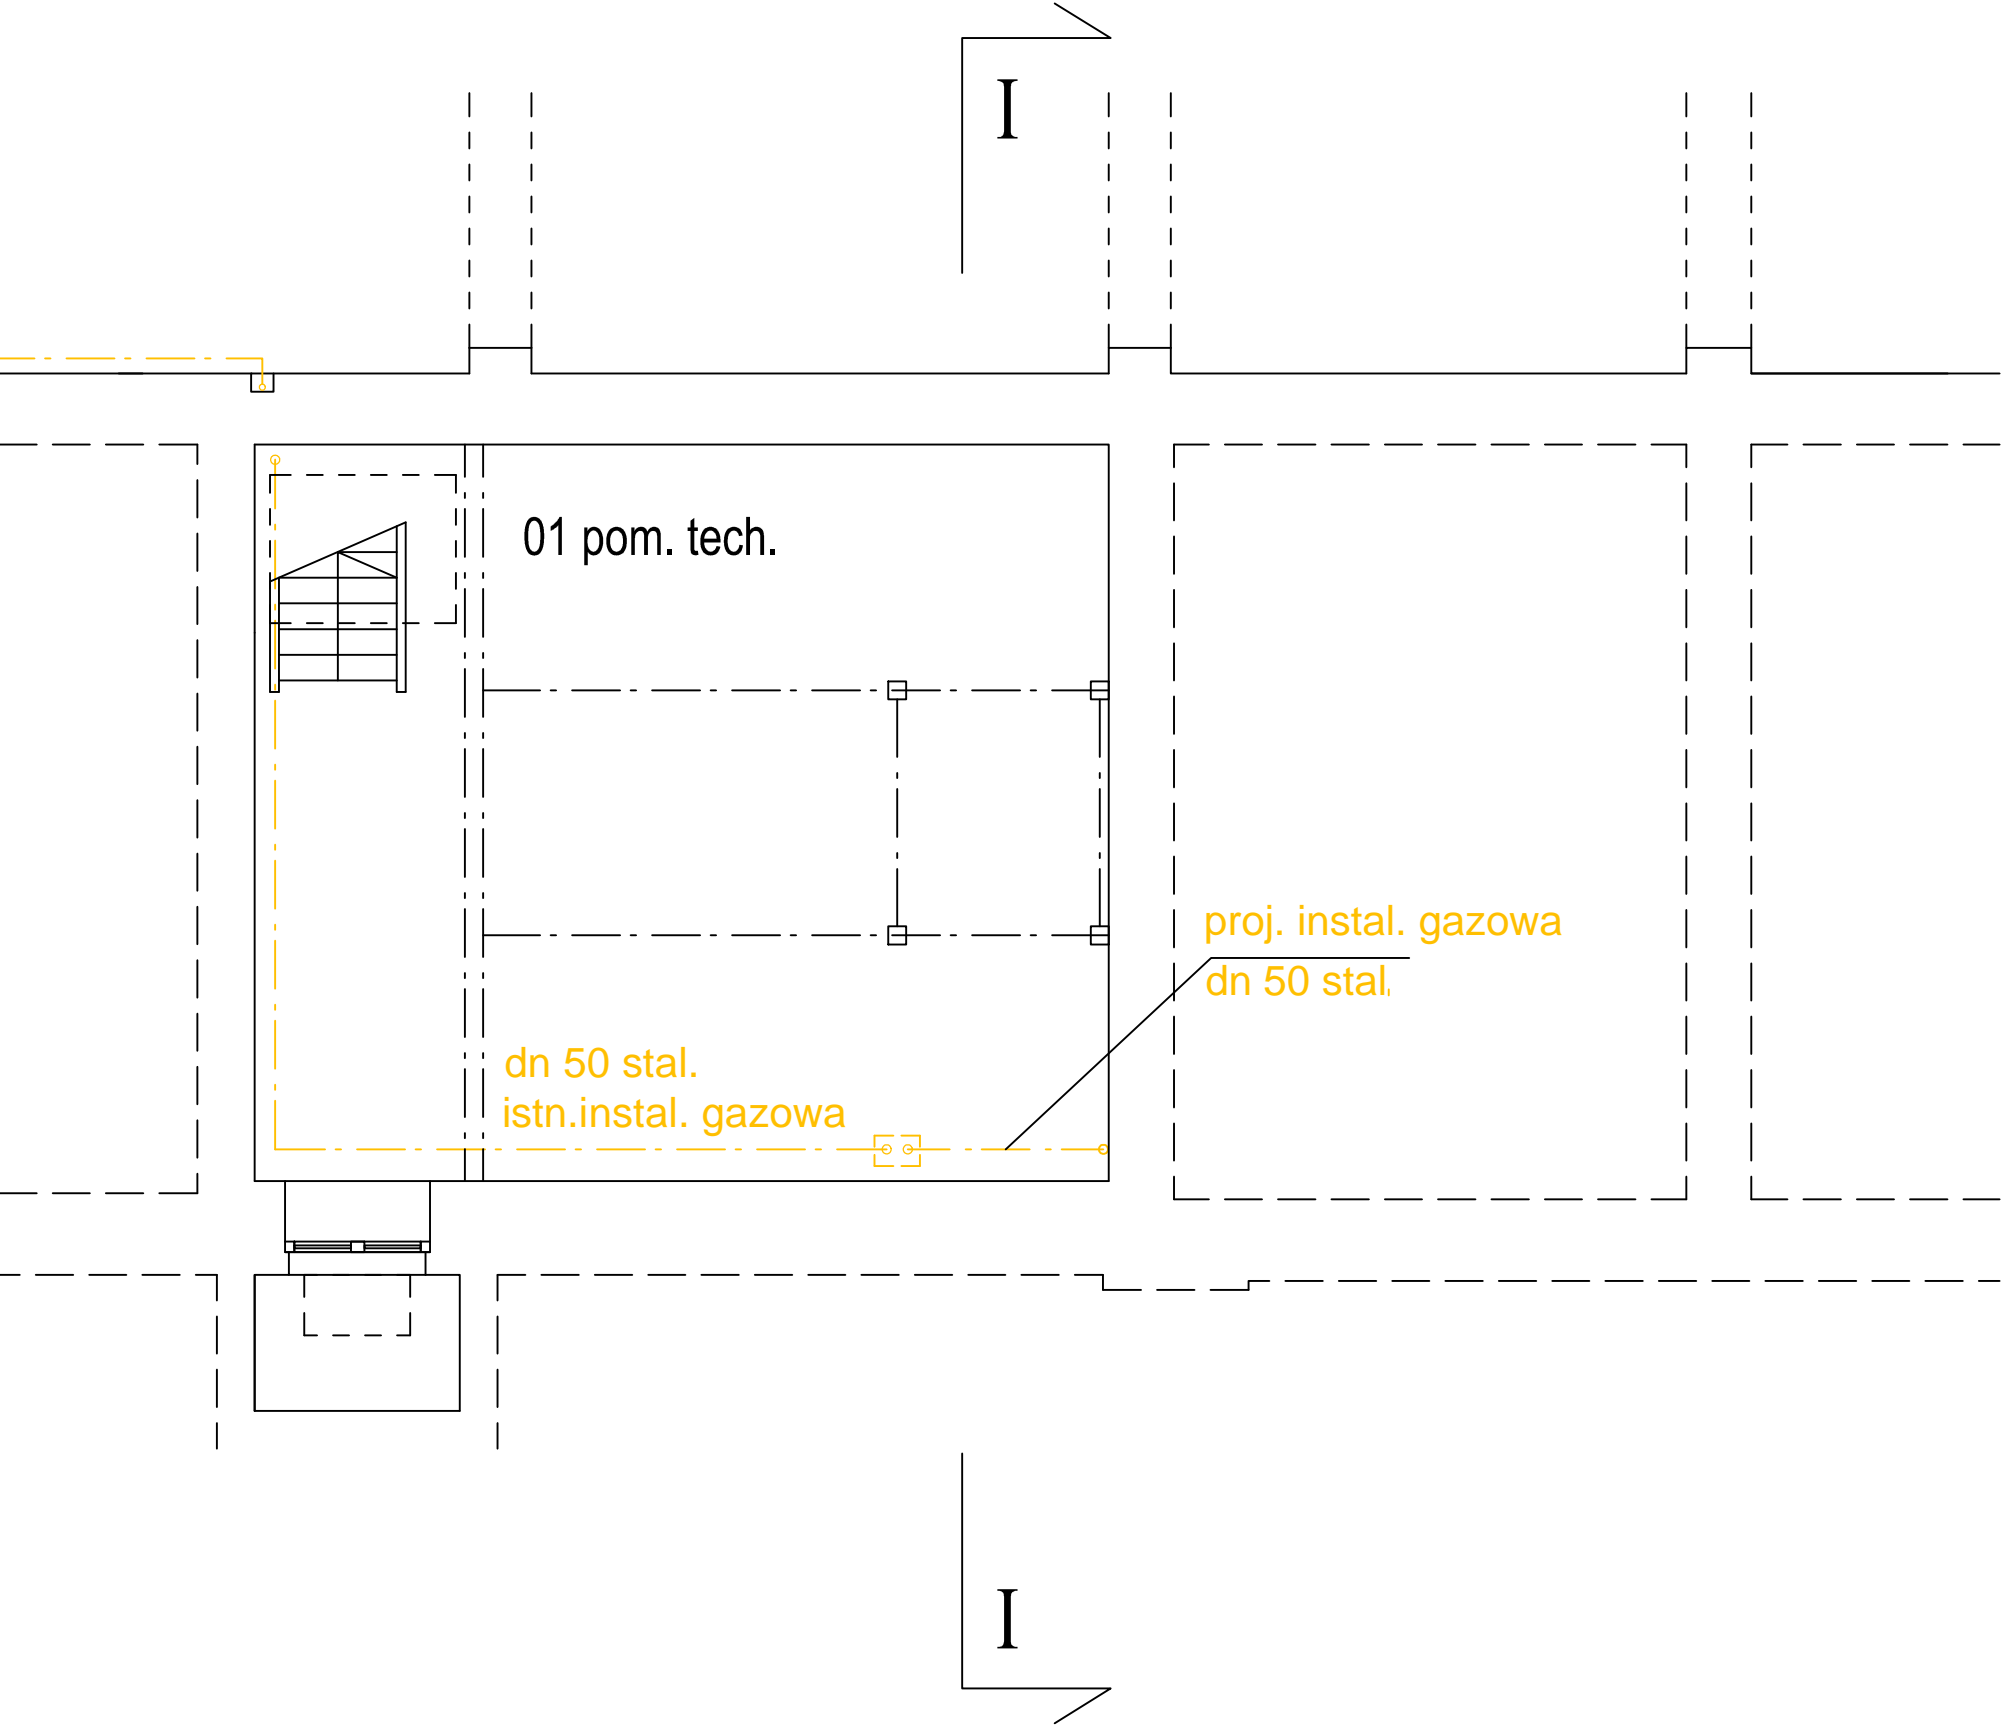 I
01 pom. tech.
proj. instal. gazowa
dn 50 stal.
dn 50 stal.
istn.instal. gazowa
I